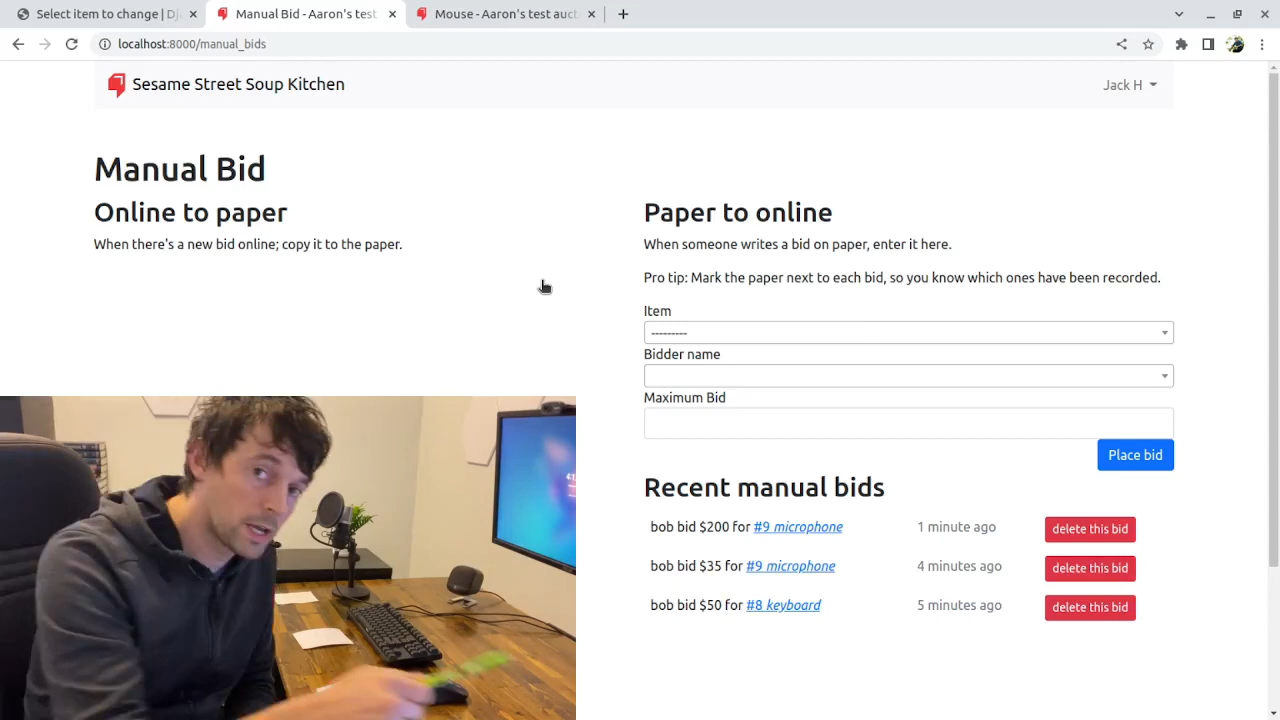 Select item to change | Dj
Manual Bid - Aaron's test
Mouse - Aaron's test auct
localhost:8000/manual_bids
Sesame Street Soup Kitchen
Jack H
Manual Bid
Online to paper
When there's a new bid online; copy it to the paper.
Paper to online
When someone writes a bid on paper, enter it here.
Pro tip: Mark the paper next to each bid, so you know which ones have been recorded.
Item
---------
Bidder name
Maximum Bid
Place bid
Recent manual bids
bob bid $200 for #9 microphone 1 minute ago delete this bid
bob bid $35 for #9 microphone 4 minutes ago delete this bid
bob bid $50 for #8 keyboard 5 minutes ago delete this bid